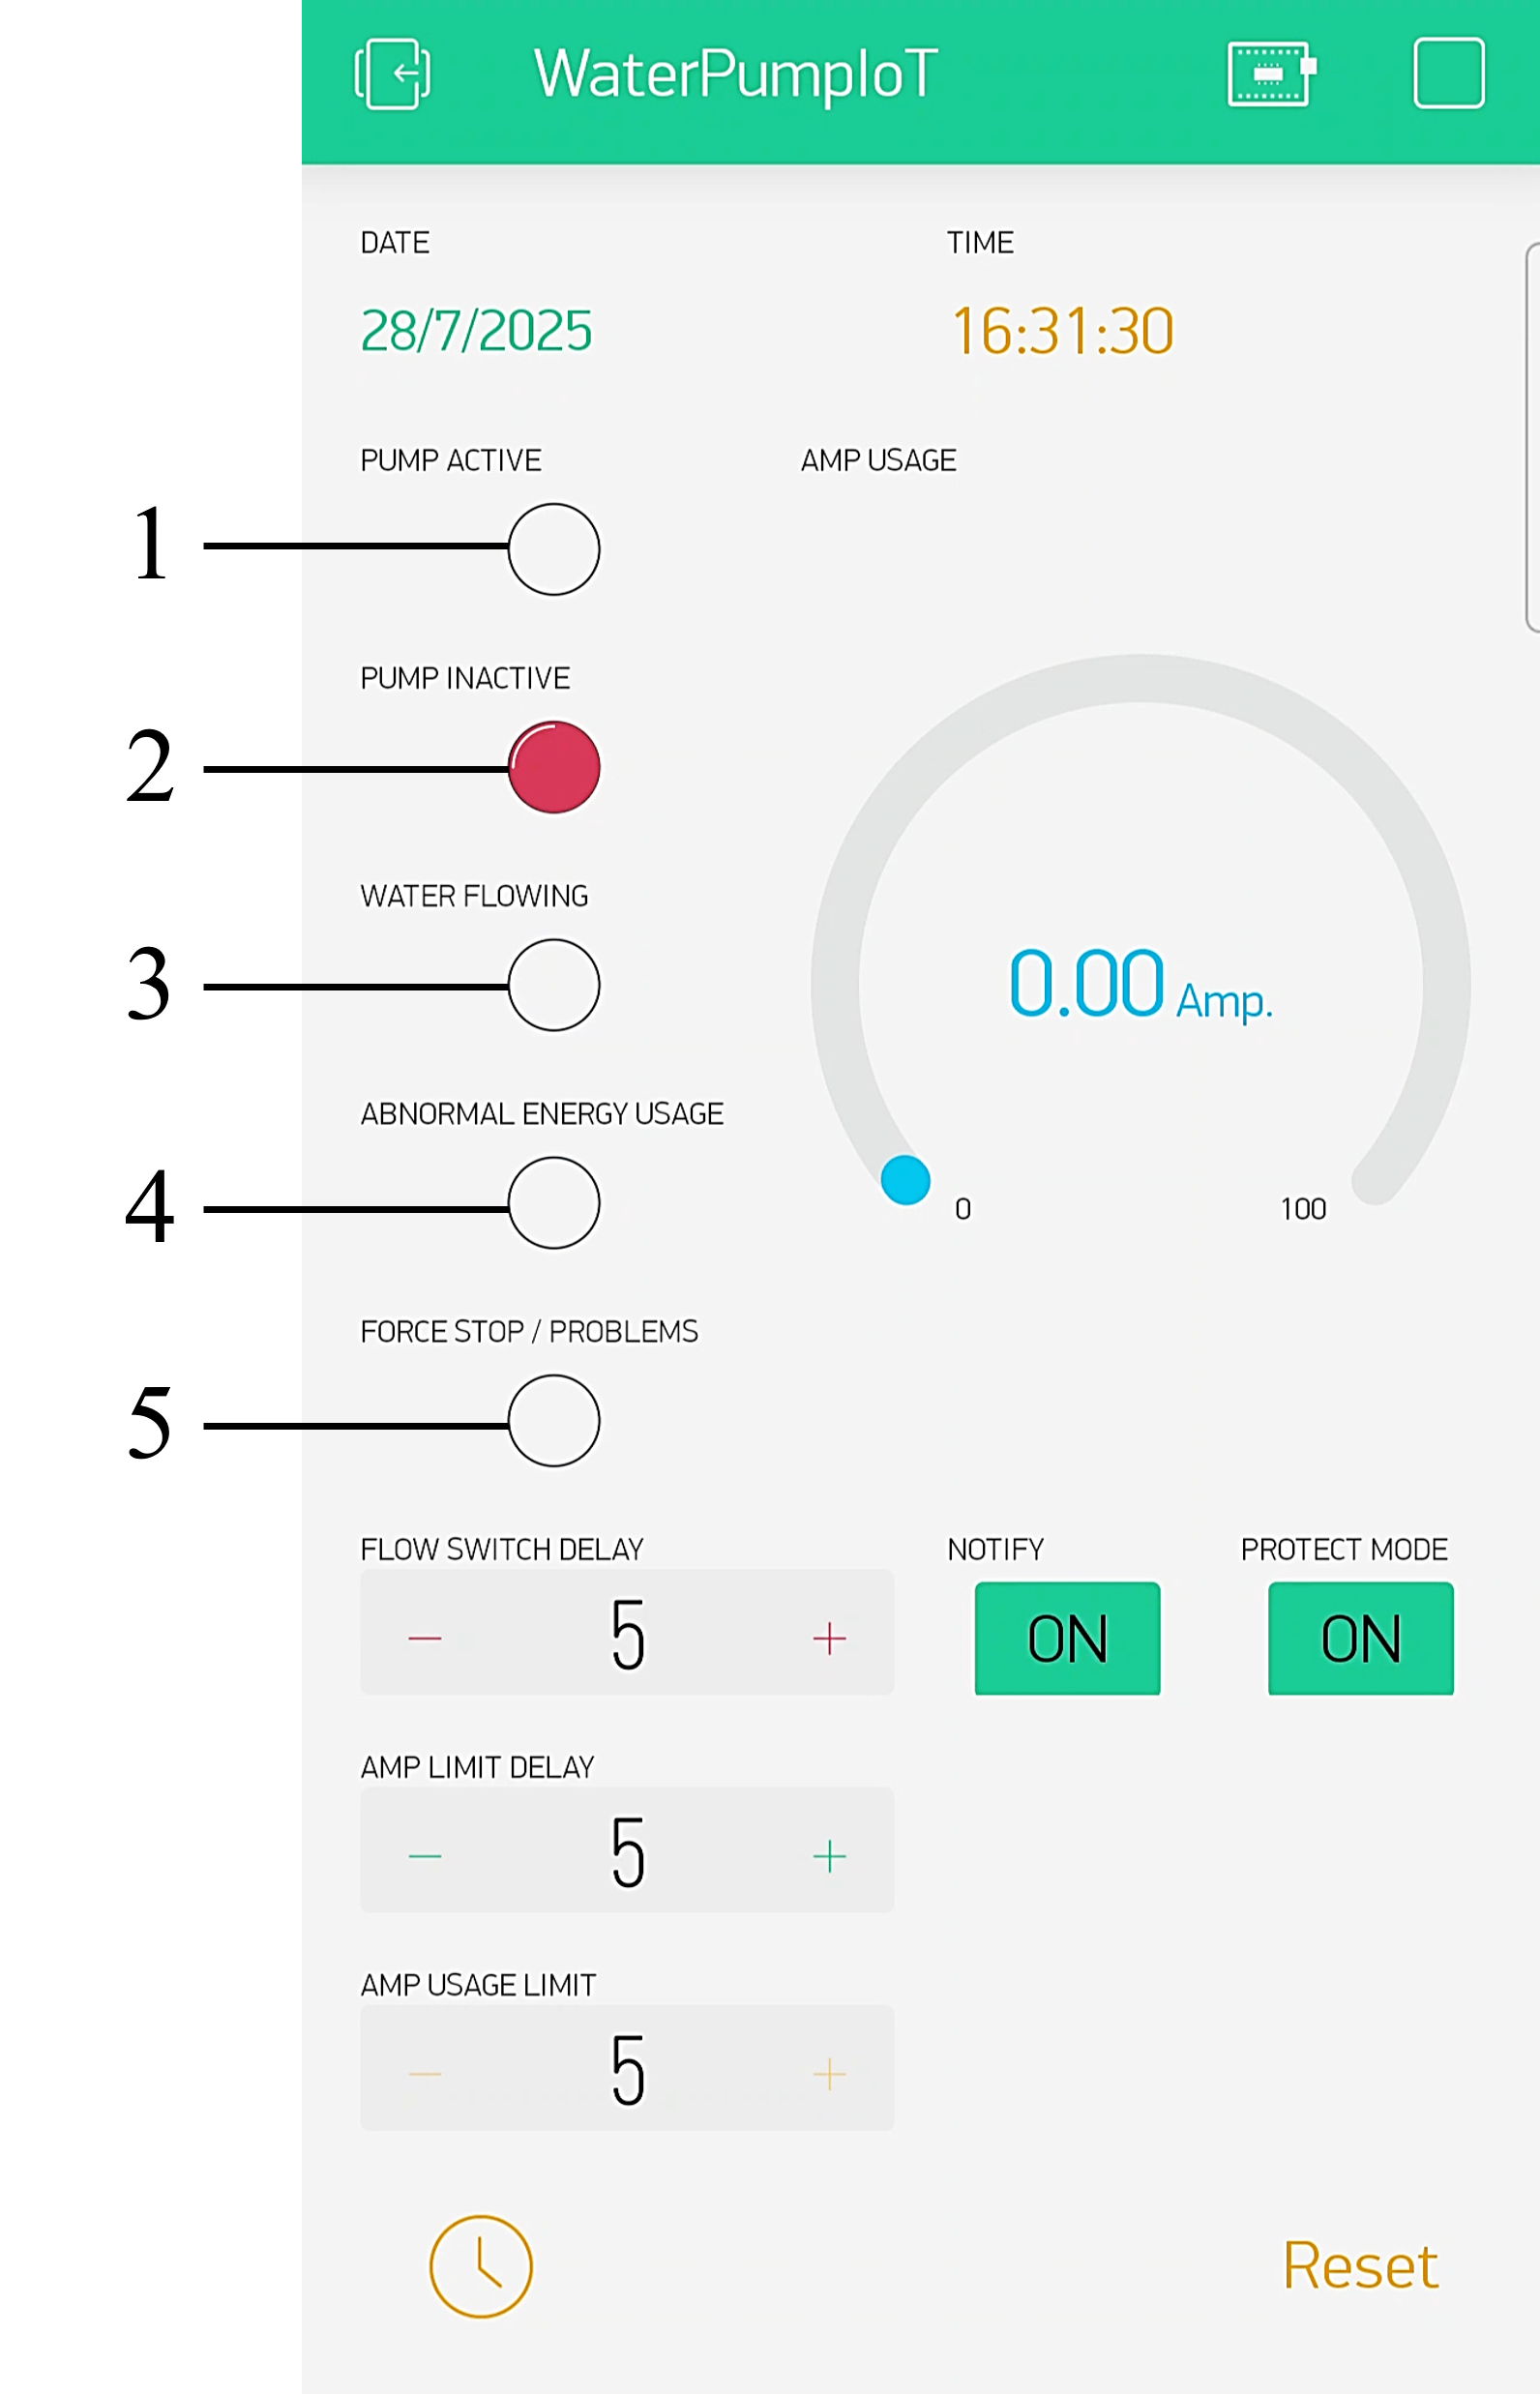 WaterPumpIoT
DATE
TIME
28/7/2025
16:31:30
PUMP ACTIVE
AMP USAGE
1
PUMP INACTIVE
2
WATER FLOWING
3
0.00 Amp.
ABNORMAL ENERGY USAGE
4
0
100
FORCE STOP / PROBLEMS
5
FLOW SWITCH DELAY
NOTIFY
PROTECT MODE
— 5 +
ON
ON
AMP LIMIT DELAY
— 5 +
AMP USAGE LIMIT
— 5 +
Reset